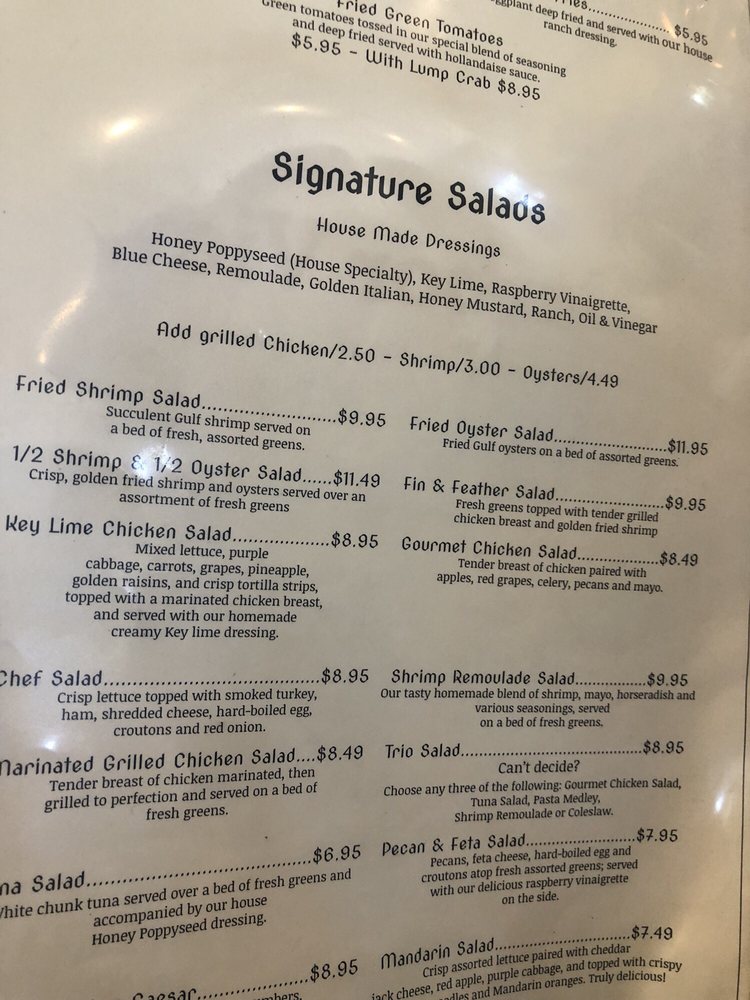 Fried Green Tomatoes
Green tomatoes tossed in our special blend of seasoning
and deep fried served with hollandaise sauce.
$5.95 - With Lump Crab $8.95
$5.95
deep fried and served with our house
ranch dressing.
Signature Salads
House Made Dressings
Honey Poppyseed (House Specialty), Key Lime, Raspberry Vinaigrette,
Blue Cheese, Remoulade, Golden Italian, Honey Mustard, Ranch, Oil & Vinegar
Add grilled Chicken/2.50 - Shrimp/3.00 - Oysters/4.49
Fried Shrimp Salad.........................$9.95
Succulent Gulf shrimp served on
a bed of fresh, assorted greens.
1/2 Shrimp & 1/2 Oyster Salad......$11.49
Crisp, golden fried shrimp and oysters served over an
assortment of fresh greens
Key Lime Chicken Salad...................$8.95
Mixed lettuce, purple
cabbage, carrots, grapes, pineapple,
golden raisins, and crisp tortilla strips,
topped with a marinated chicken breast,
and served with our homemade
creamy Key lime dressing.
Chef Salad..........................................$8.95
Crisp lettuce topped with smoked turkey,
ham, shredded cheese, hard-boiled egg,
croutons and red onion.
Marinated Grilled Chicken Salad....$8.49
Tender breast of chicken marinated, then
grilled to perfection and served on a bed of
fresh greens.
Salad..........................................$6.95
White chunk tuna served over a bed of fresh greens and
accompanied by our house
Honey Poppyseed dressing.
Caesar......................$8.95
Fried Oyster Salad......................$11.95
Fried Gulf oysters on a bed of assorted greens.
Fin & Feather Salad.....................$9.95
Fresh greens topped with tender grilled
chicken breast and golden fried shrimp
Gourmet Chicken Salad................$8.49
Tender breast of chicken paired with
apples, red grapes, celery, pecans and mayo.
Shrimp Remoulade Salad..............$9.95
Our tasty homemade blend of shrimp, mayo, horseradish and
various seasonings, served
on a bed of fresh greens.
Trio Salad....................................$8.95
Can't decide?
Choose any three of the following: Gourmet Chicken Salad,
Tuna Salad, Pasta Medley,
Shrimp Remoulade or Coleslaw.
Pecan & Feta Salad.....................$7.95
Pecans, feta cheese, hard-boiled egg and
croutons atop fresh assorted greens; served
with our delicious raspberry vinaigrette
on the side.
Mandarin Salad..........................$7.49
Crisp assorted lettuce paired with cheddar
jack cheese, red apple, purple cabbage, and topped with crispy
and Mandarin oranges. Truly delicious!